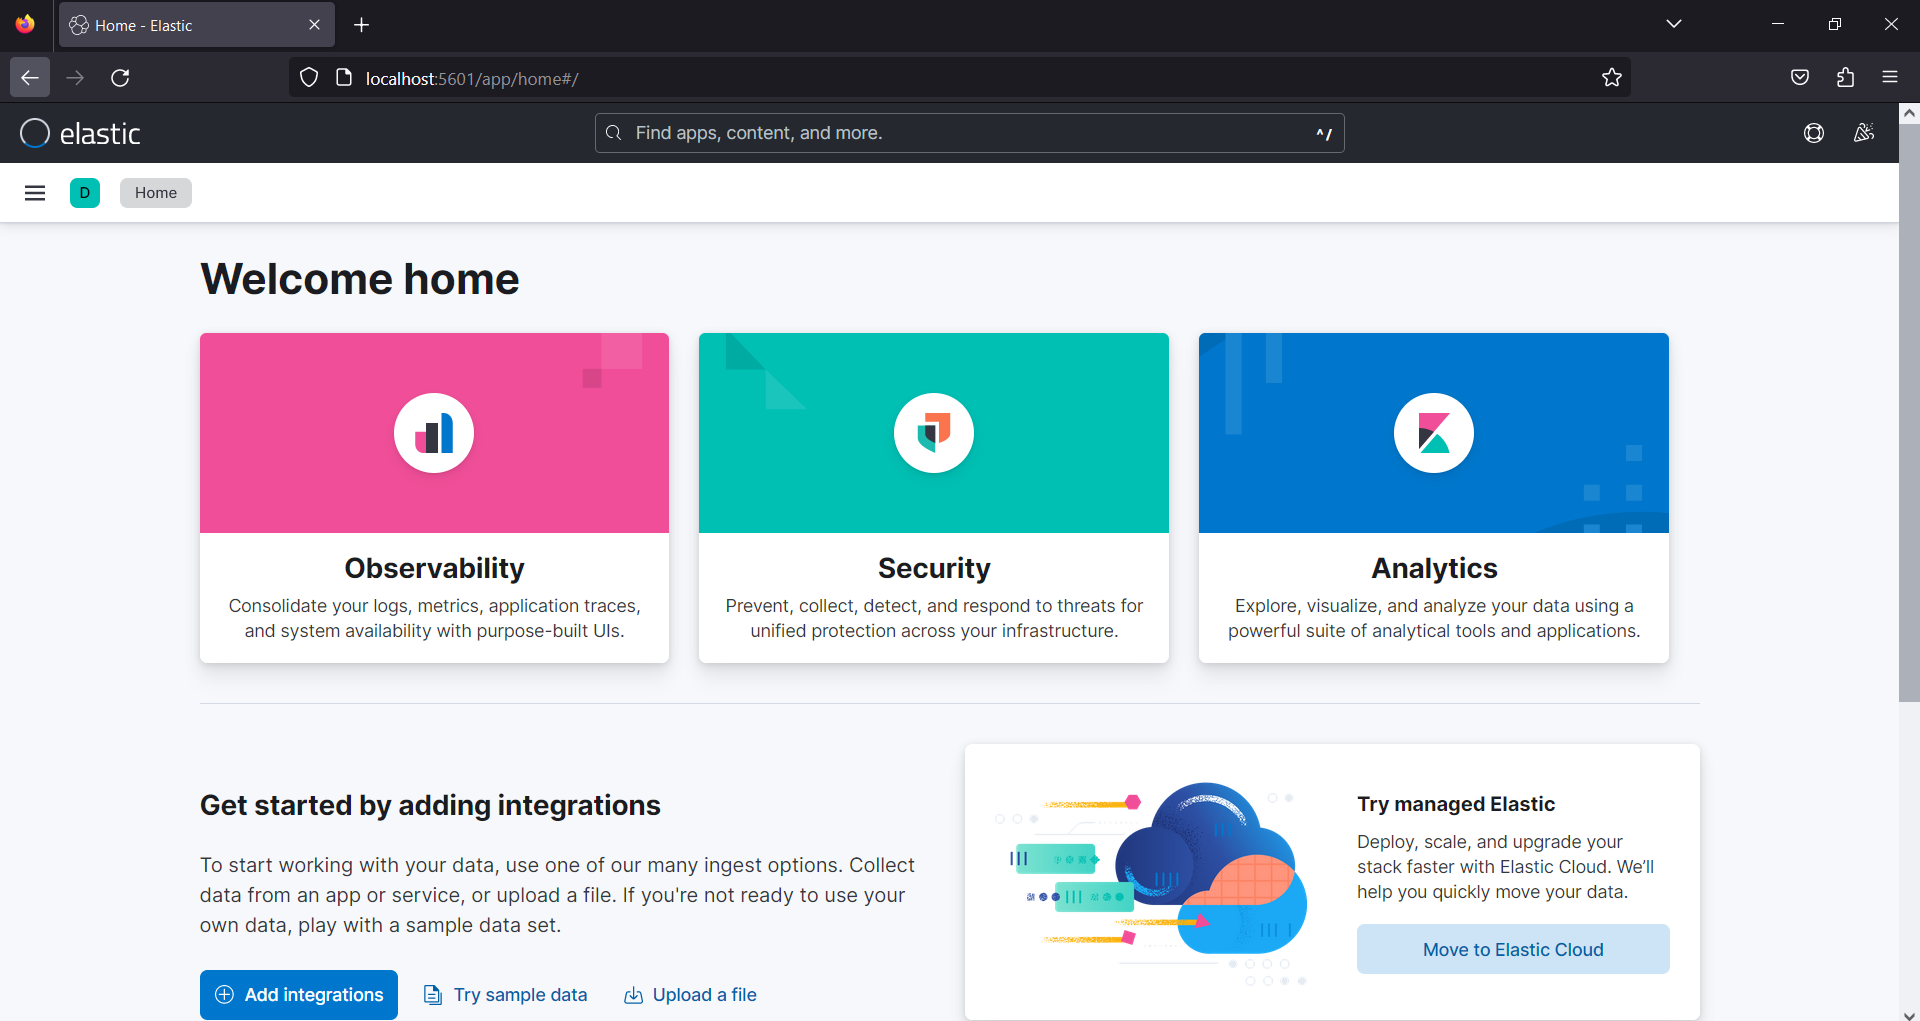 Home - Elastic
localhost:5601/app/home#/
elastic
Find apps, content, and more.
^/
D
Home
Welcome home
Observability
Consolidate your logs, metrics, application traces,
and system availability with purpose-built UIs.
Security
Prevent, collect, detect, and respond to threats for
unified protection across your infrastructure.
Analytics
Explore, visualize, and analyze your data using a
powerful suite of analytical tools and applications.
Get started by adding integrations
To start working with your data, use one of our many ingest options. Collect
data from an app or service, or upload a file. If you're not ready to use your
own data, play with a sample data set.
Add integrations
Try sample data
Upload a file
Try managed Elastic
Deploy, scale, and upgrade your
stack faster with Elastic Cloud. We’ll
help you quickly move your data.
Move to Elastic Cloud